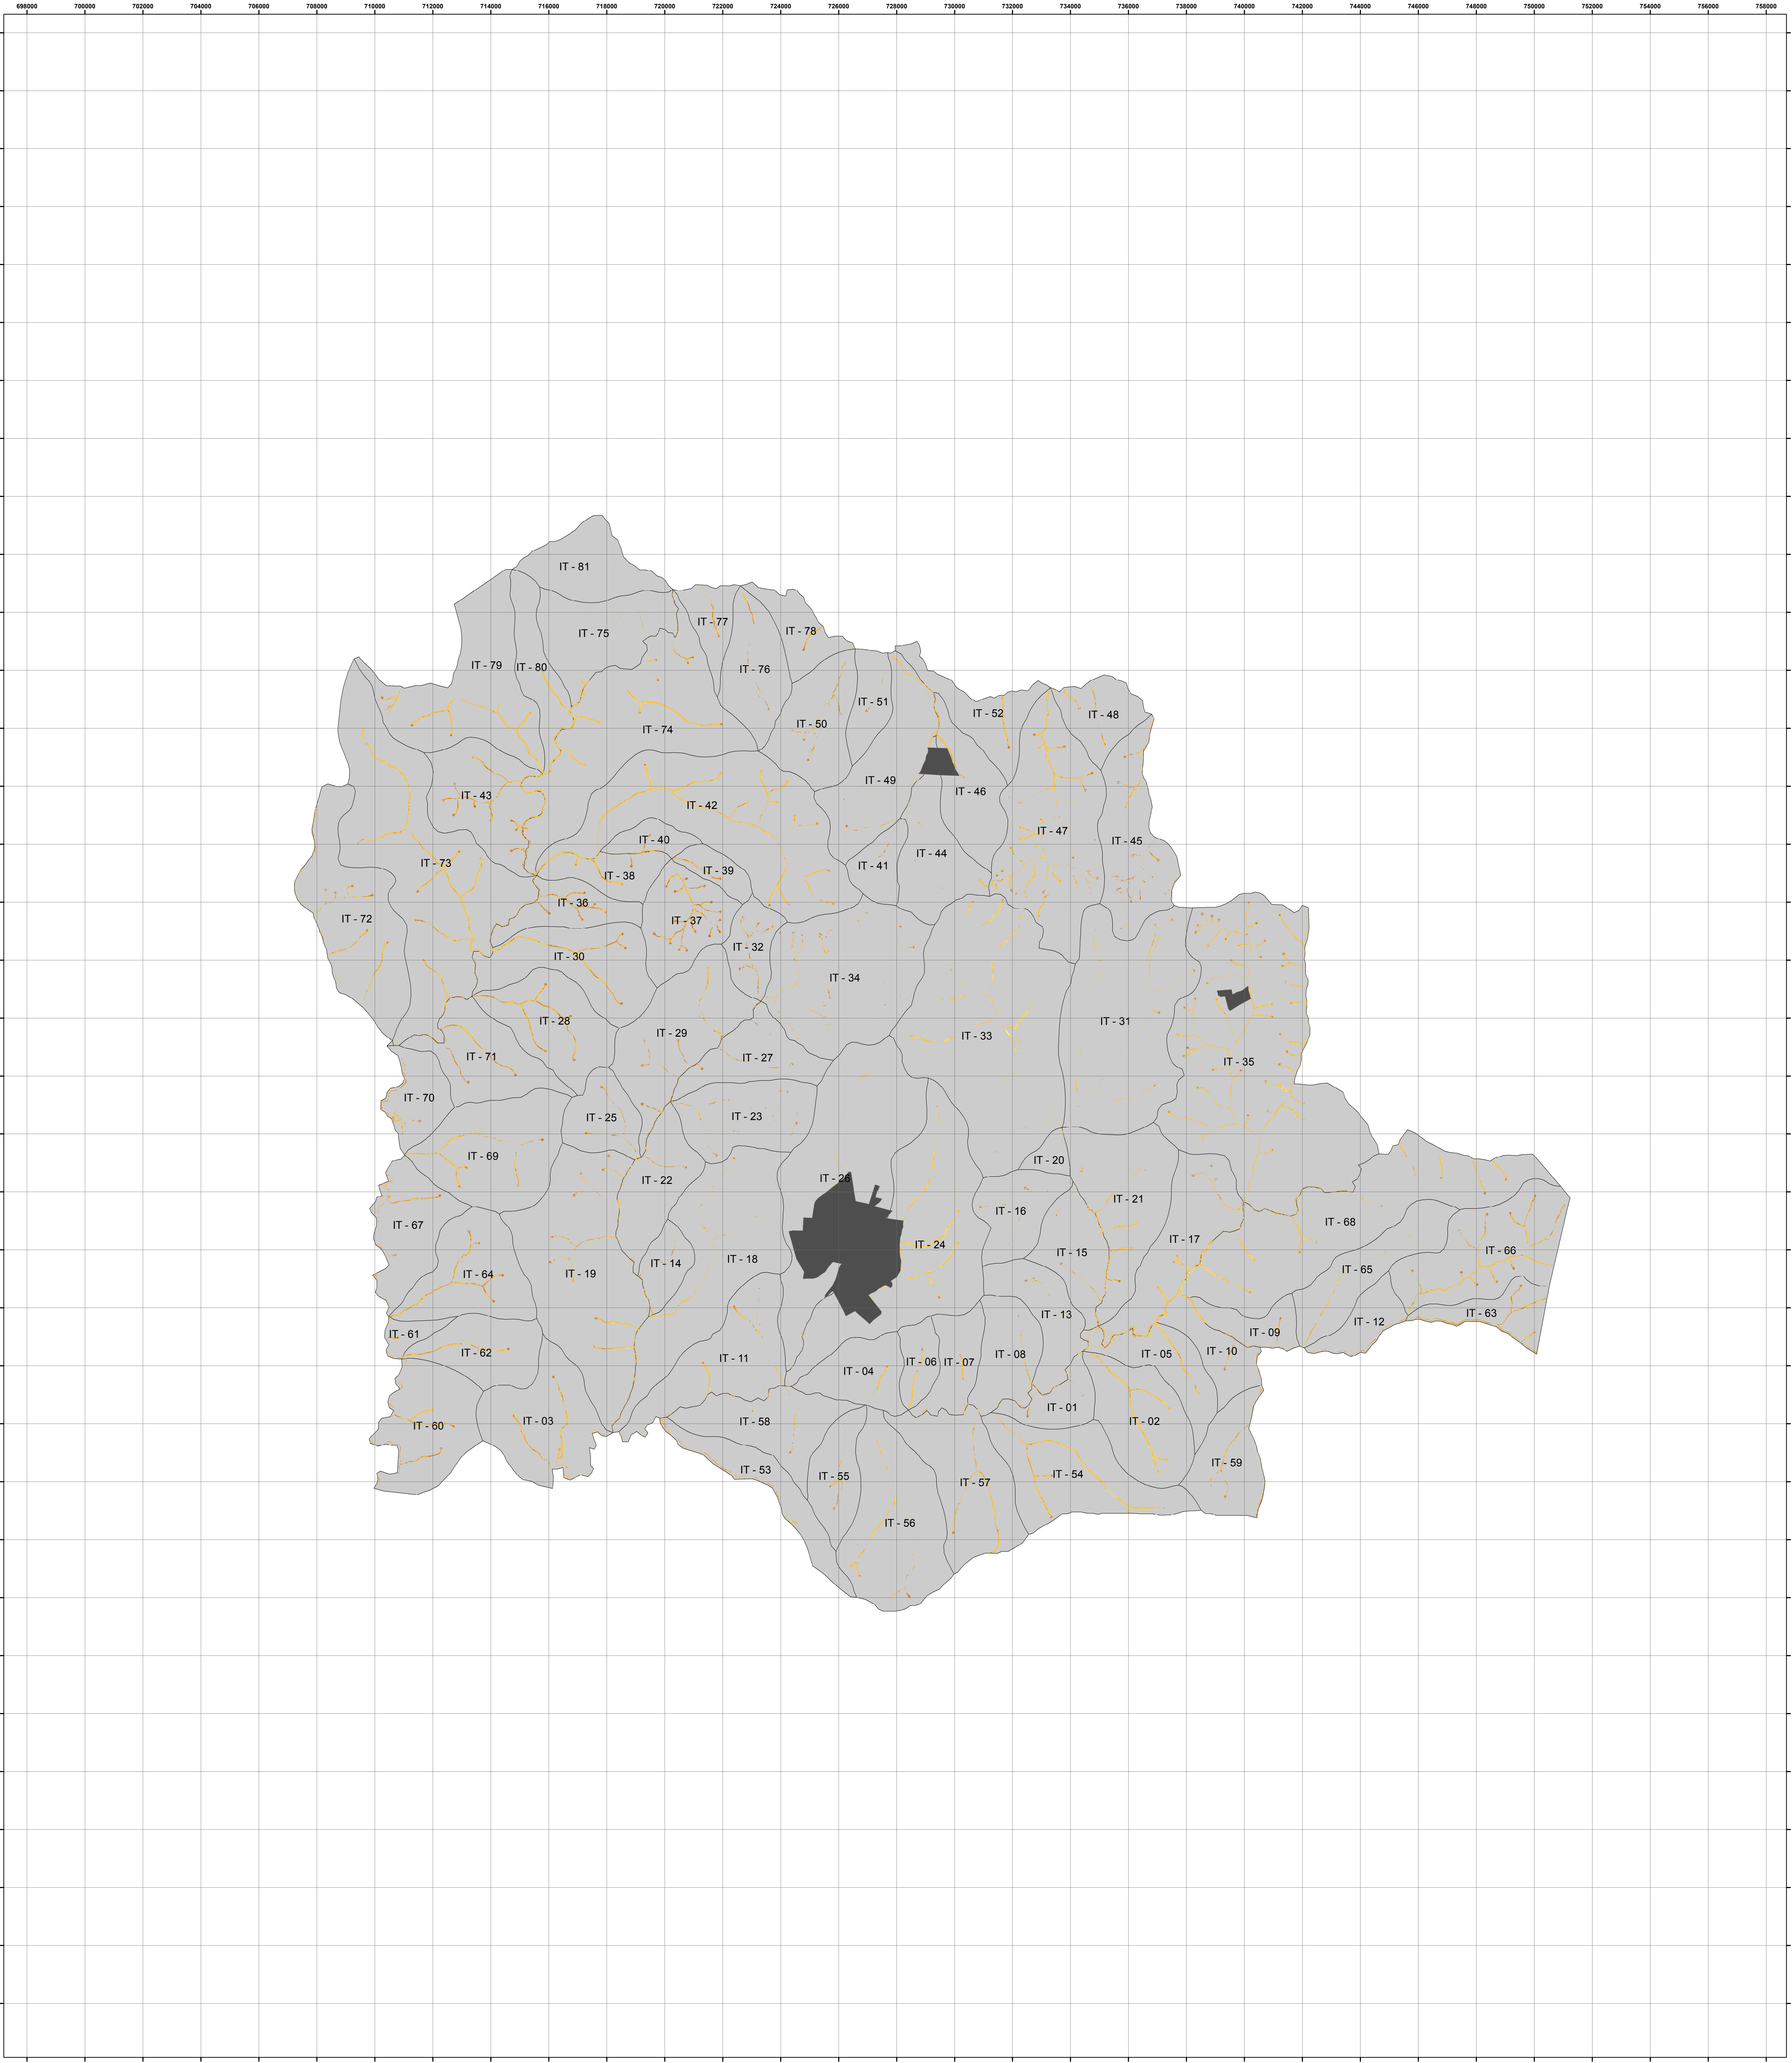 698000 700000 702000 704000 706000 708000 710000 712000 714000 716000 718000 720000 722000 724000 726000 728000 730000 732000 734000 736000 738000 740000 742000 744000 746000 748000 750000 752000 754000 756000 758000
IT - 81
IT - 77
IT - 78
IT - 75
IT - 79
IT - 80
IT - 76
IT - 51
IT - 52
IT - 48
IT - 50
IT - 74
IT - 49
IT - 46
IT - 43
IT - 42
IT - 47
IT - 40
IT - 45
IT - 44
IT - 73
IT - 41
IT - 39
IT - 38
IT - 36
IT - 72
IT - 37
IT - 32
IT - 30
IT - 34
IT - 28
IT - 31
IT - 29
IT - 33
IT - 71
IT - 27
IT - 35
IT - 70
IT - 25
IT - 23
IT - 69
IT - 20
IT - 26
IT - 22
IT - 21
IT - 16
IT - 68
IT - 67
IT - 17
IT - 24
IT - 66
IT - 15
IT - 18
IT - 14
IT - 65
IT - 64
IT - 19
IT - 63
IT - 13
IT - 12
IT - 09
IT - 61
IT - 10
IT - 62
IT - 08
IT - 05
IT - 11
IT - 06
IT - 07
IT - 04
IT - 01
IT - 03
IT - 58
IT - 02
IT - 60
IT - 59
IT - 53
IT - 54
IT - 55
IT - 57
IT - 56